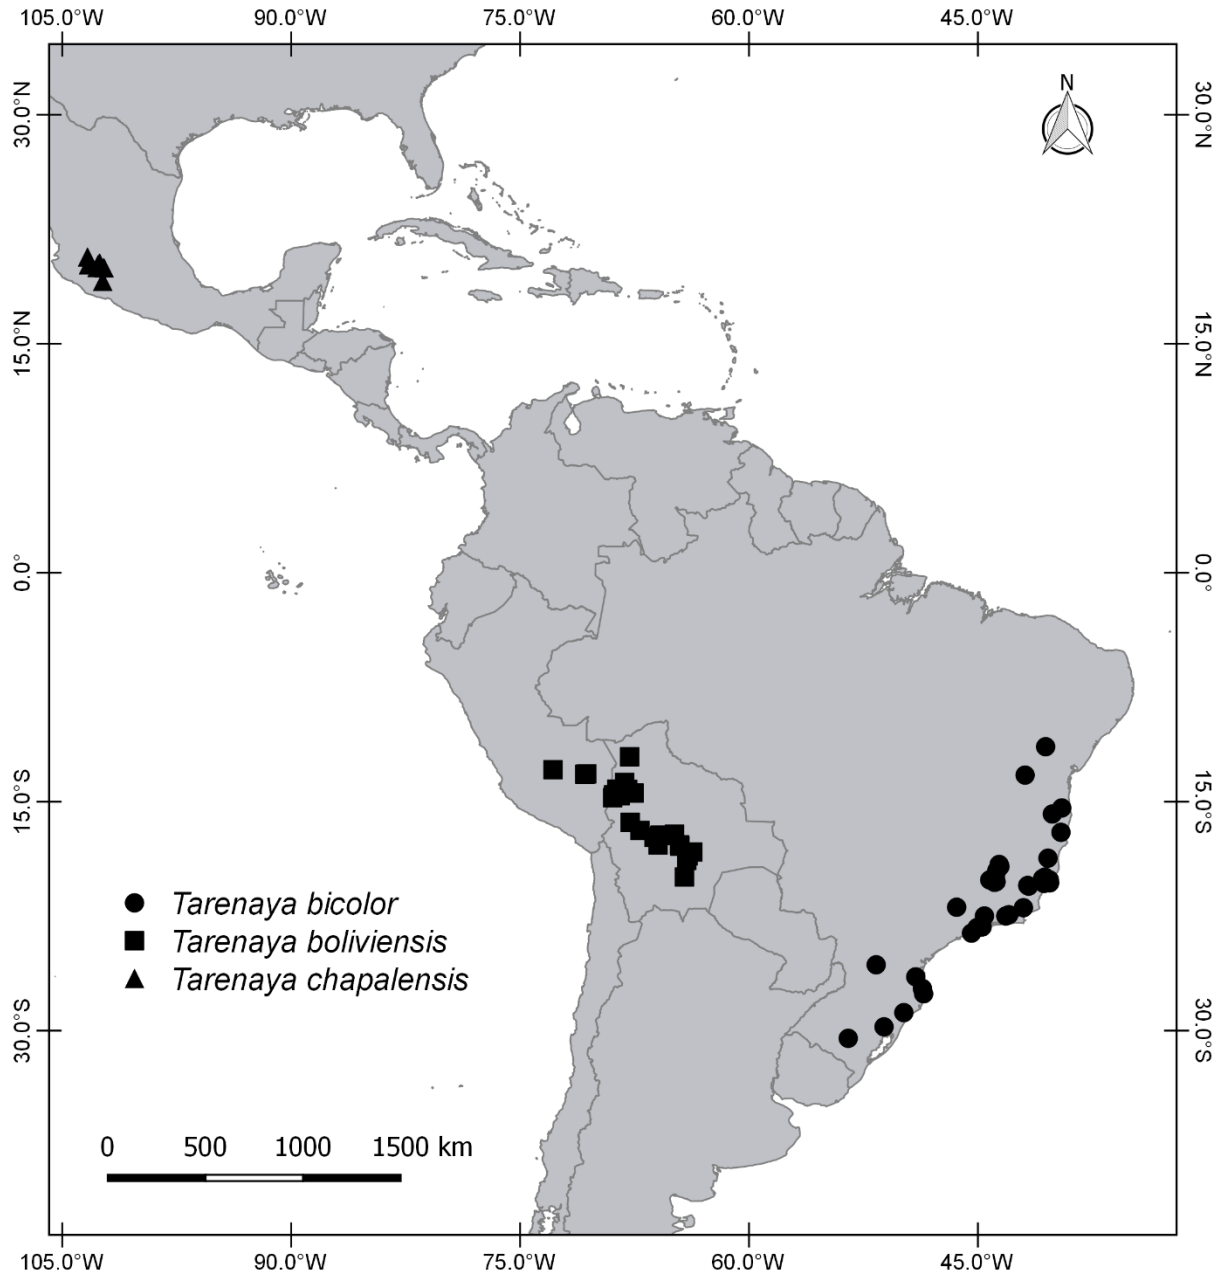 105.0°W 90.0°W 75.0°W 60.0°W 45.0°W
N
30.0°N 30.0°N
15.0°N 15.0°N
0.0° 0.0°
15.0°S 15.0°S
Tarenaya bicolor
Tarenaya boliviensis
Tarenaya chapalensis
30.0°S 30.0°S
0 500 1000 1500 km
105.0°W 90.0°W 75.0°W 60.0°W 45.0°W